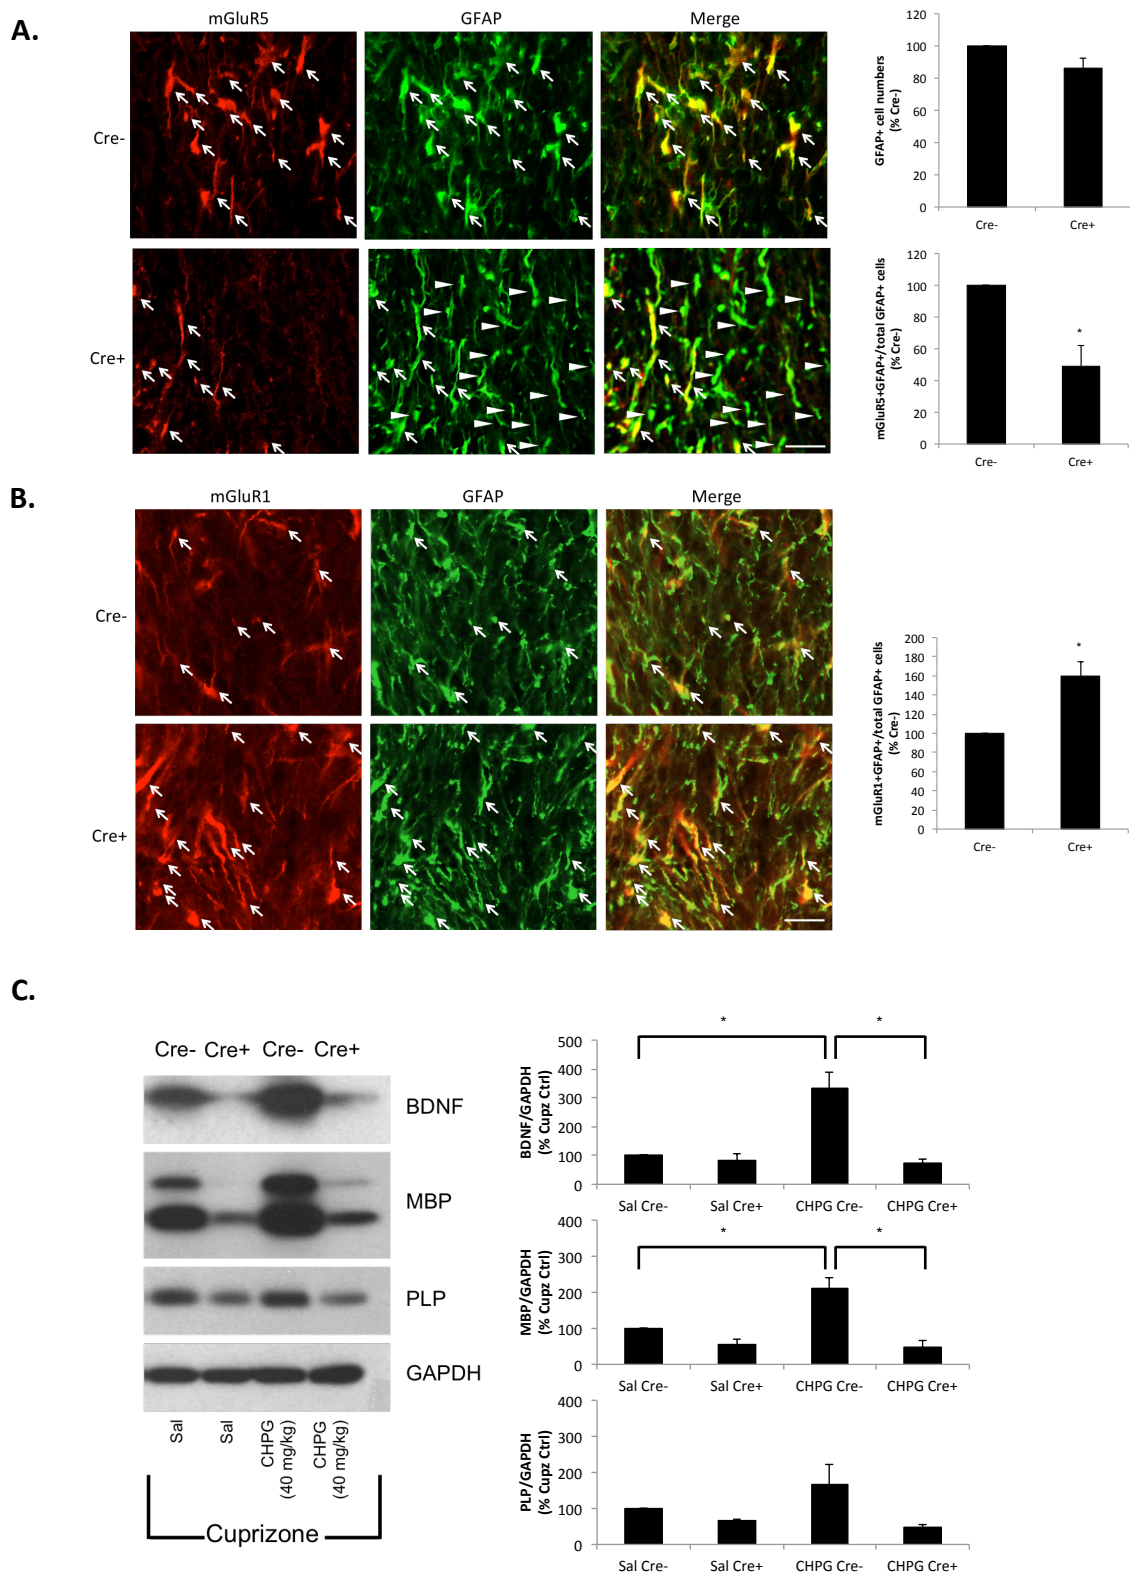 A.
mGluR5
GFAP
Merge
Cre-
Cre+
GFAP+ cell numbers
(% Cre-)
120
100
80
60
40
20
0
Cre-
Cre+
mGluR5+GFAP+/total GFAP+ cells
(% Cre-)
120
100
80
60
40
20
0
*
Cre-
Cre+
B.
mGluR1
GFAP
Merge
Cre-
Cre+
mGluR1+GFAP+/total GFAP+ cells
(% Cre-)
200
180
160
140
120
100
80
60
40
20
0
*
Cre-
Cre+
C.
Cre- Cre+ Cre- Cre+
BDNF
MBP
PLP
GAPDH
Sal
Sal
CHPG
(40 mg/kg)
CHPG
(40 mg/kg)
Cuprizone
BDNF/GAPDH
(% Cupz Ctrl)
500
400
300
200
100
0
*
*
Sal Cre-
Sal Cre+
CHPG Cre-
CHPG Cre+
MBP/GAPDH
(% Cupz Ctrl)
400
300
200
100
0
*
*
Sal Cre-
Sal Cre+
CHPG Cre-
CHPG Cre+
PLP/GAPDH
(% Cupz Ctrl)
400
300
200
100
0
Sal Cre-
Sal Cre+
CHPG Cre-
CHPG Cre+